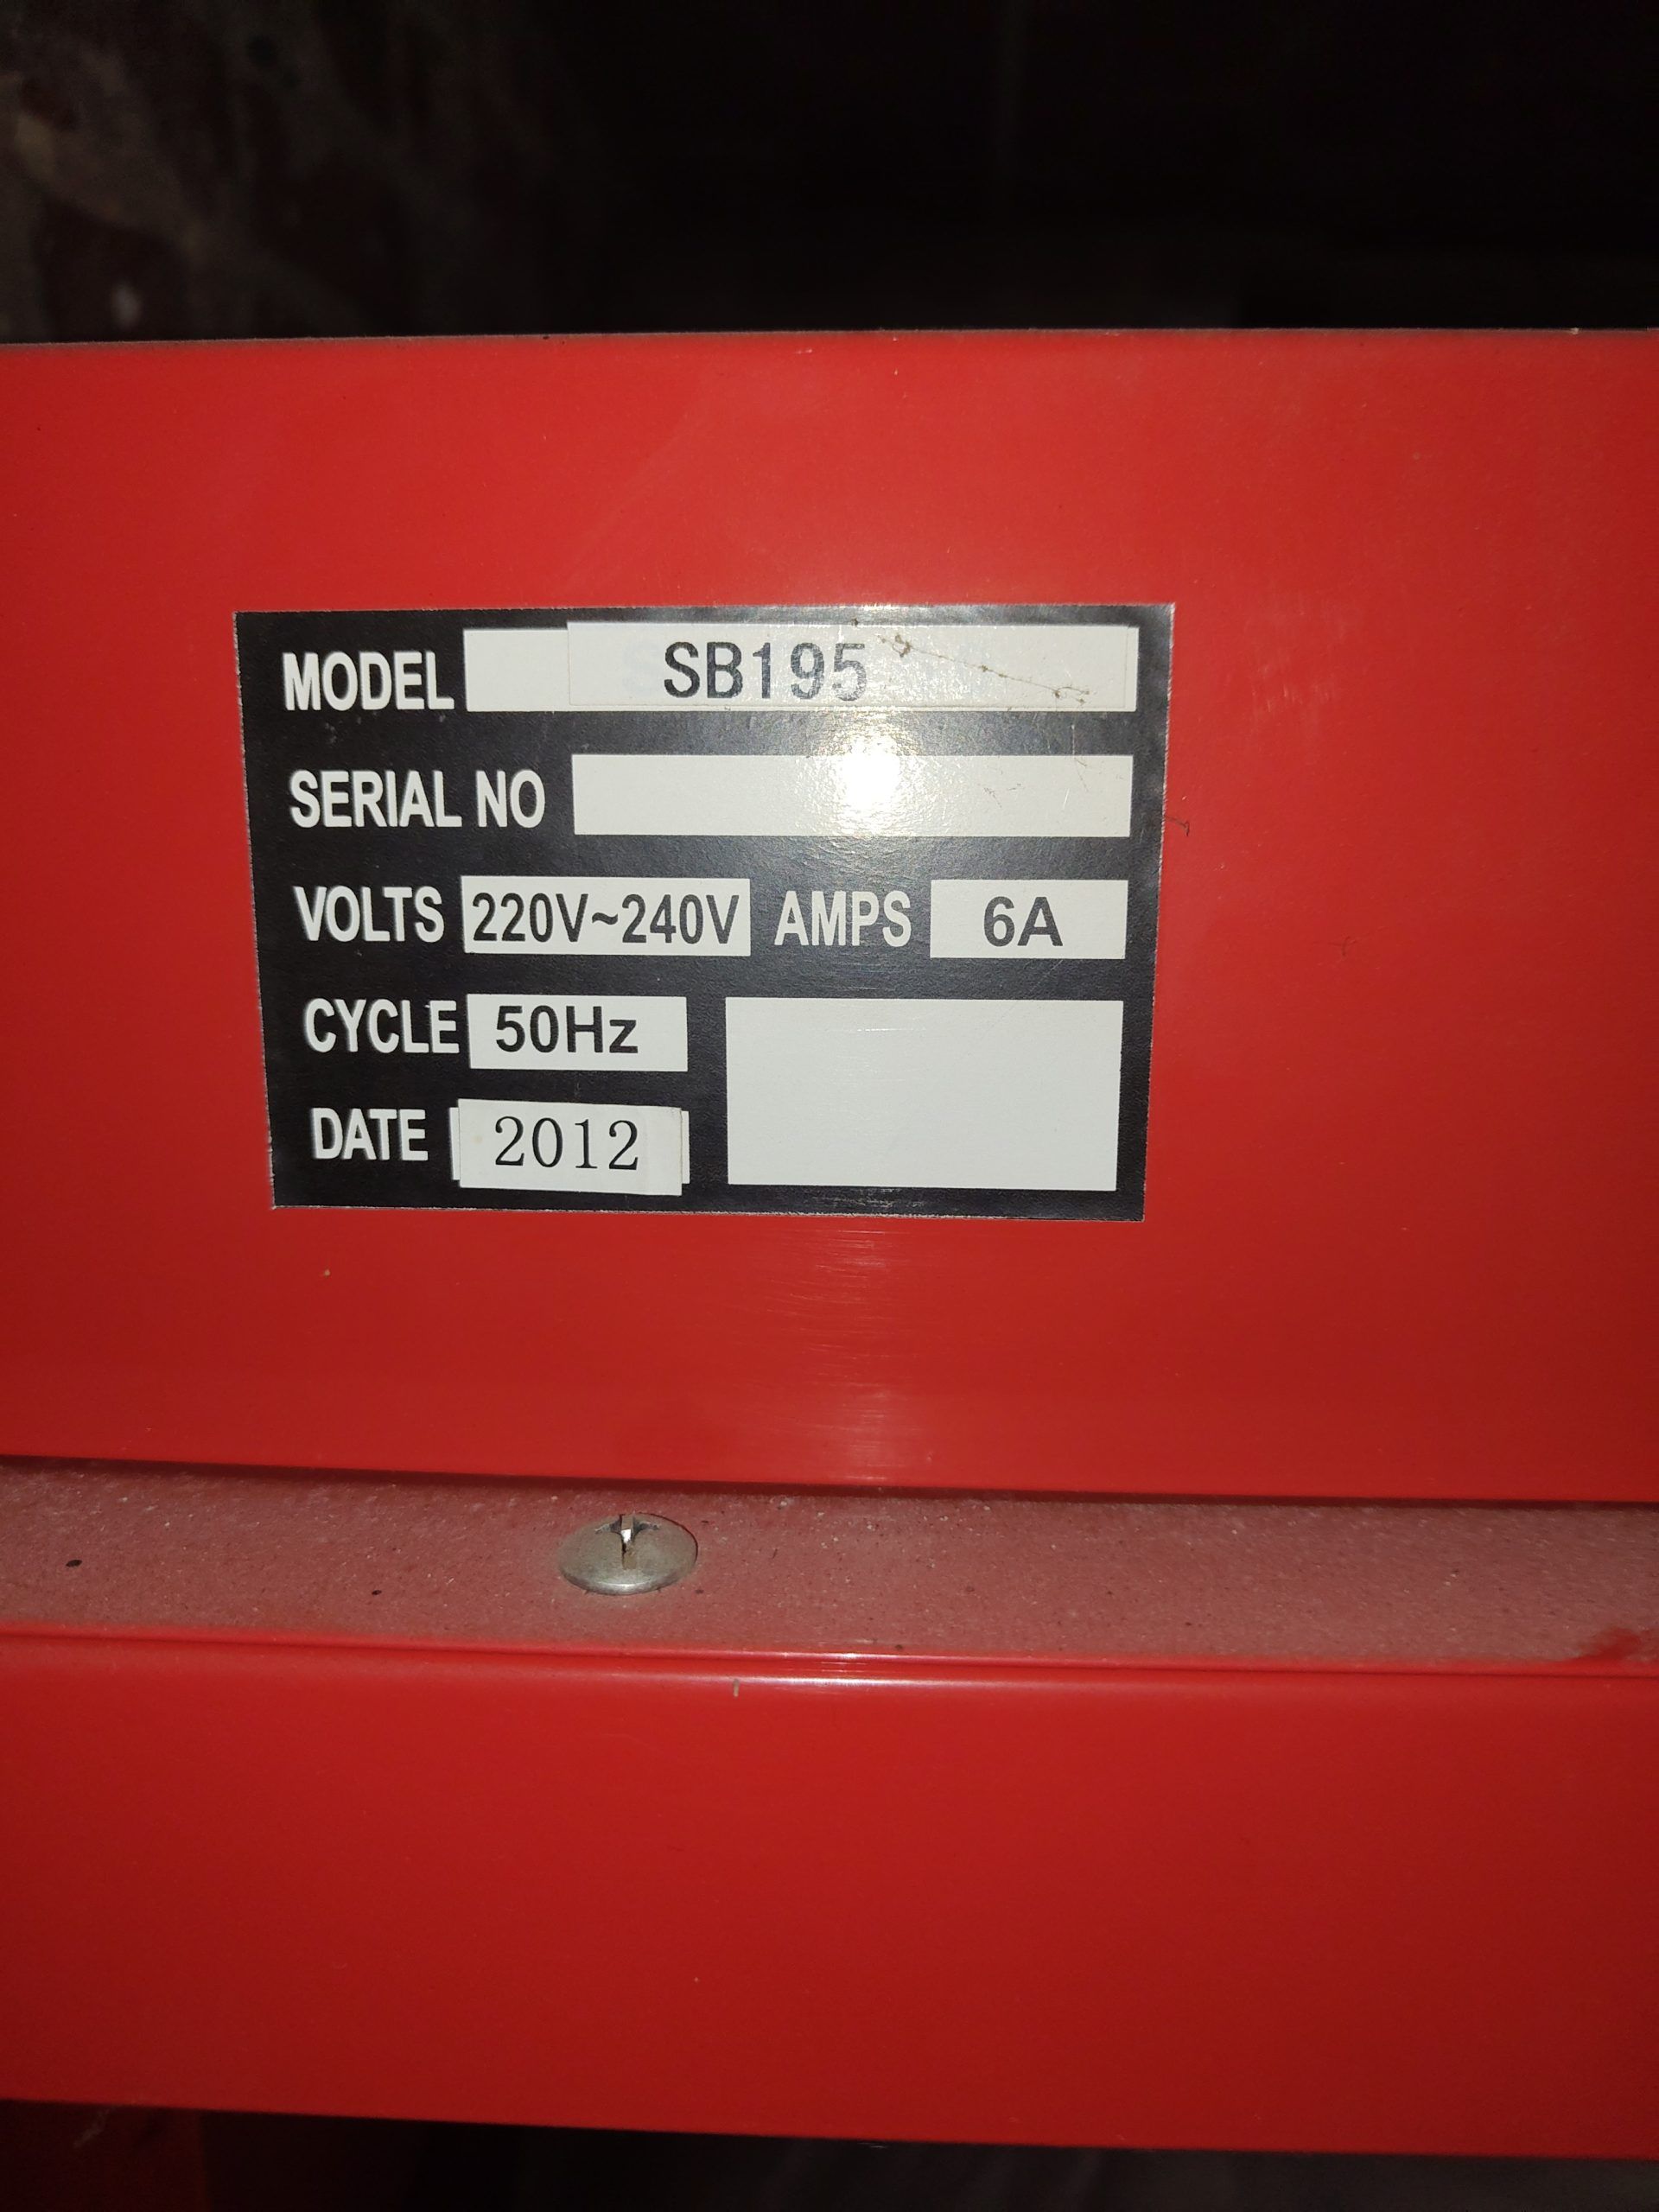 MODEL SB195
SERIAL NO
VOLTS 220V~240V AMPS 6A
CYCLE 50Hz
DATE 2012